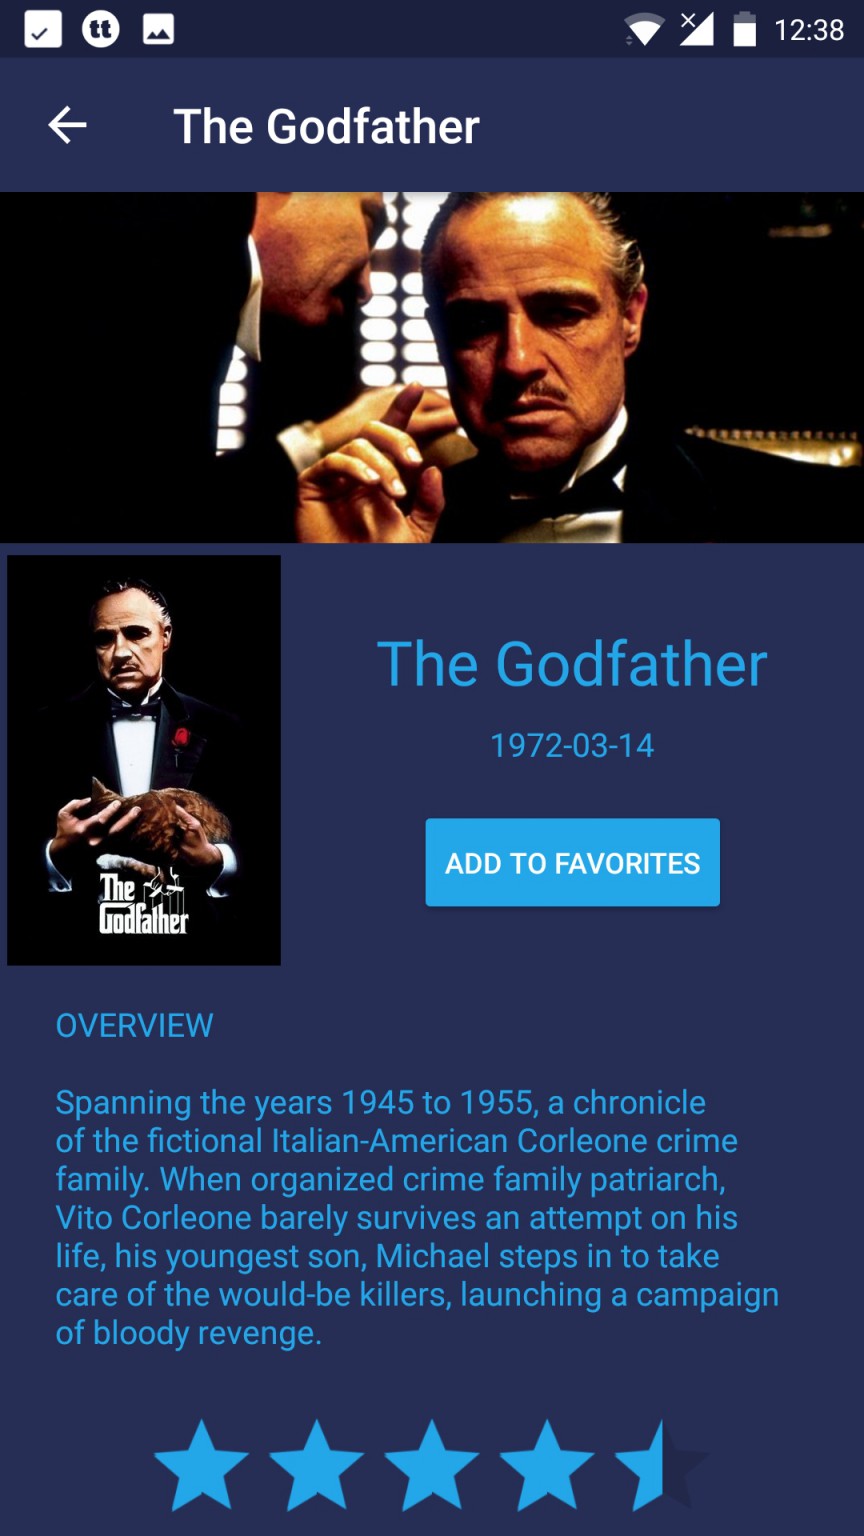 tt
12:38
The Godfather
The Godfather
1972-03-14
ADD TO FAVORITES
The
Godfather
OVERVIEW
Spanning the years 1945 to 1955, a chronicle
of the fictional Italian-American Corleone crime
family. When organized crime family patriarch,
Vito Corleone barely survives an attempt on his
life, his youngest son, Michael steps in to take
care of the would-be killers, launching a campaign
of bloody revenge.